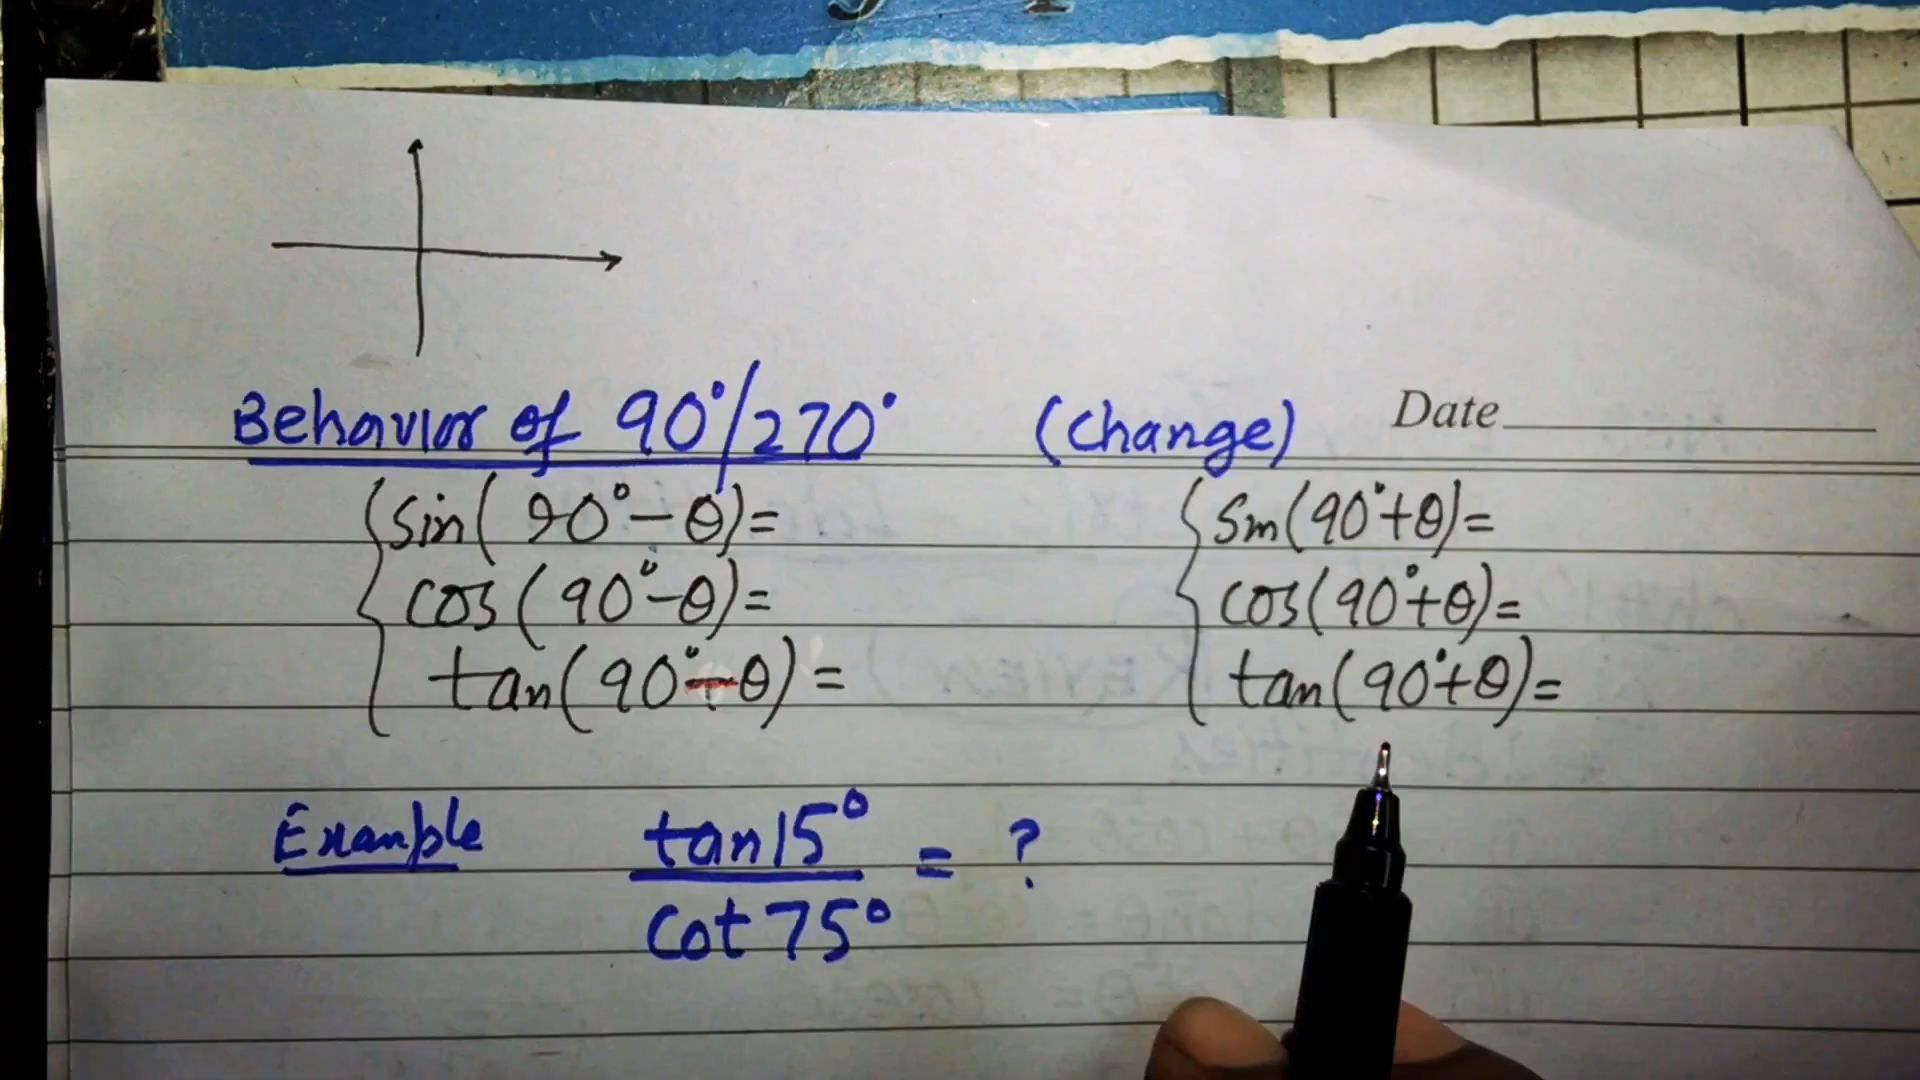 Behavior of 90°/270° (change) Date
sin(90°-θ)= sin(90°+θ)=
cos(90°-θ)= cos(90°+θ)=
tan(90°-θ)= tan(90°+θ)=
Example tan15°/cot75° = ?